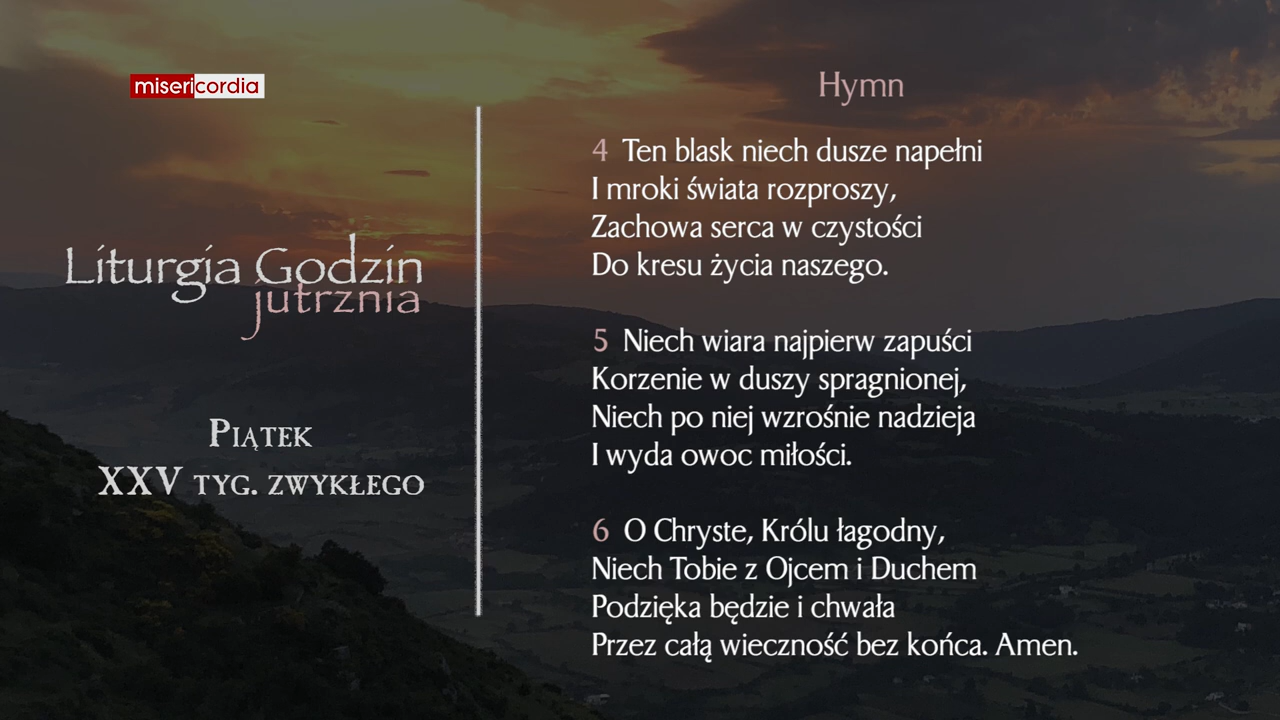 misericordia
Liturgia Godzin
jutrznia
Piątek
XXV tyg. zwykłego
Hymn
4 Ten blask niech dusze napełni
I mroki świata rozproszy,
Zachowa serca w czystości
Do kresu życia naszego.
5 Niech wiara najpierw zapuści
Korzenie w duszy spragnionej,
Niech po niej wzrośnie nadzieja
I wyda owoc miłości.
6 O Chryste, Królu łagodny,
Niech Tobie z Ojcem i Duchem
Podzięka będzie i chwała
Przez całą wieczność bez końca. Amen.